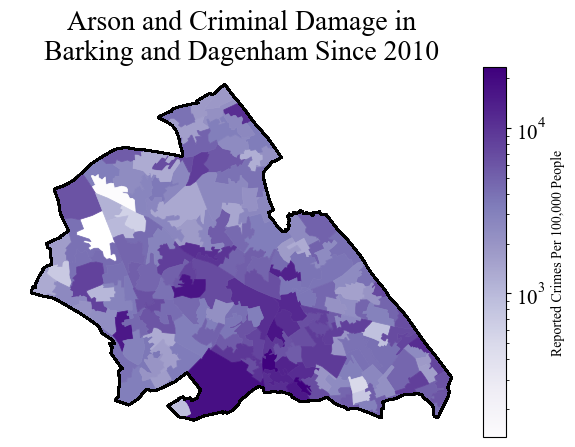 Arson and Criminal Damage in
Barking and Dagenham Since 2010
10^4
10^3
Reported Crimes Per 100,000 People